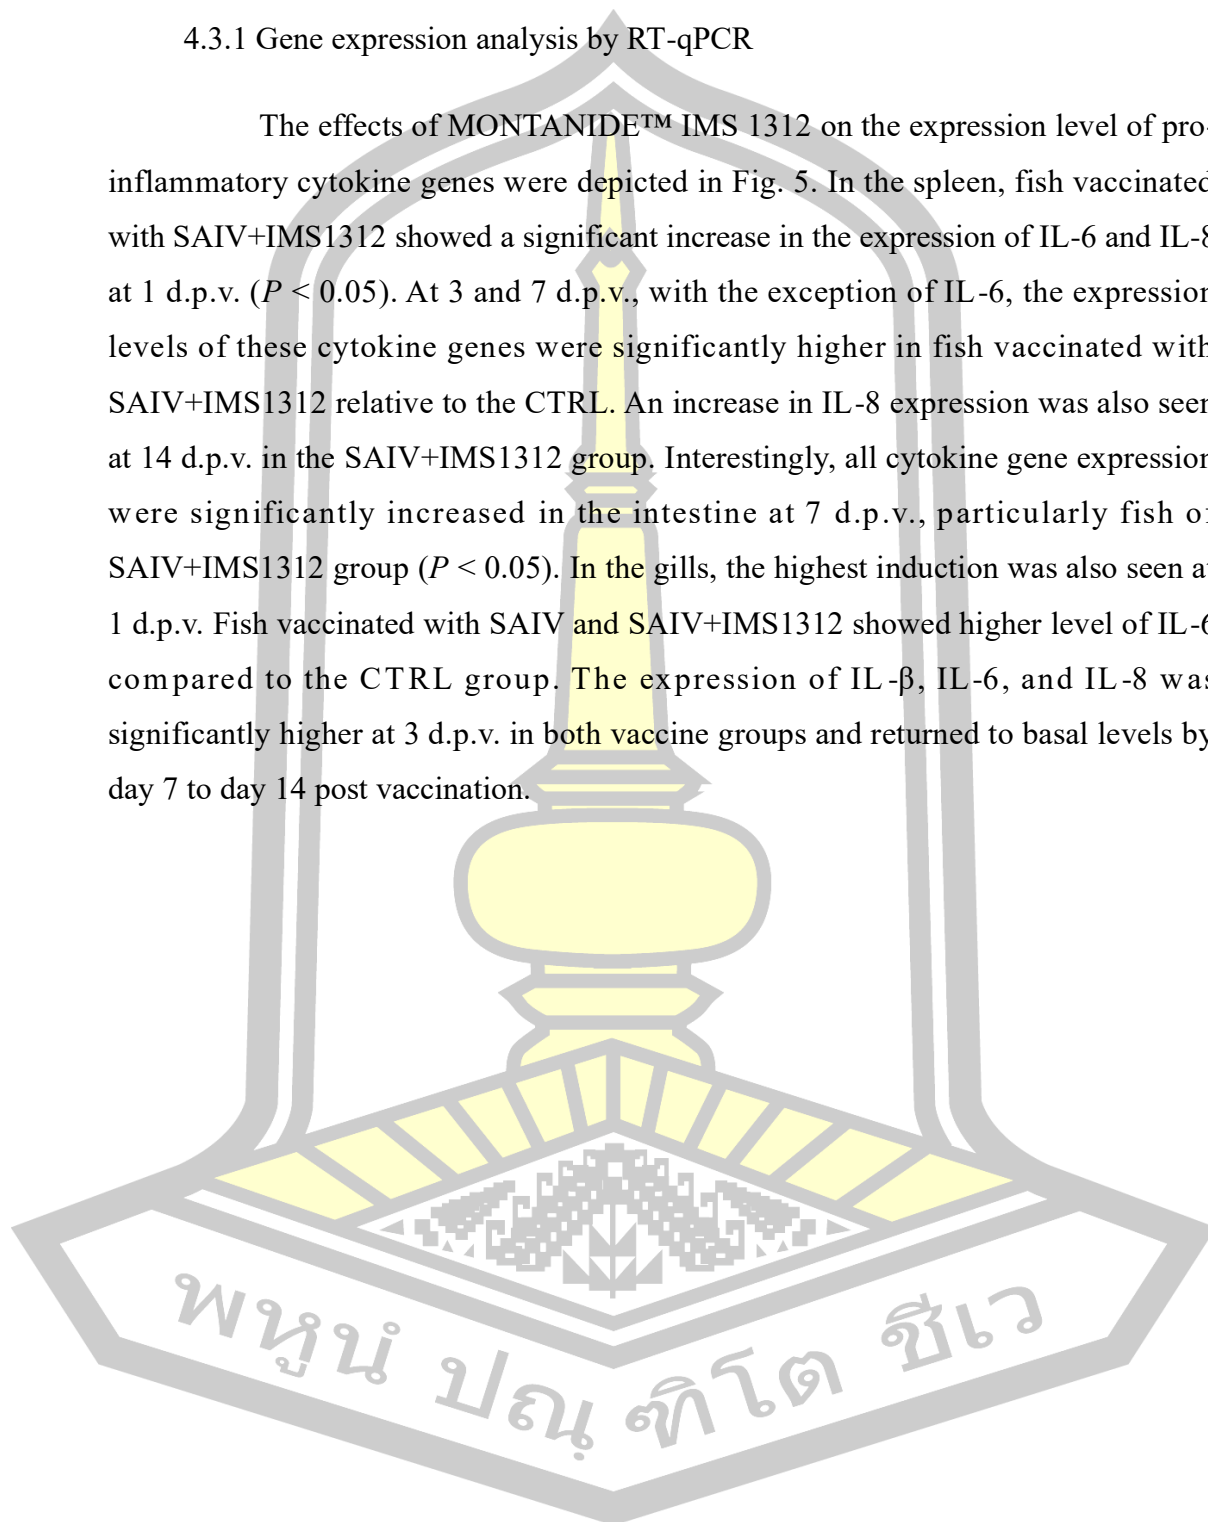 4.3.1 Gene expression analysis by RT-qPCR
The effects of MONTANIDE™ IMS 1312 on the expression level of pro-
inflammatory cytokine genes were depicted in Fig. 5. In the spleen, fish vaccinated
with SAIV+IMS1312 showed a significant increase in the expression of IL-6 and IL-8
at 1 d.p.v. (P < 0.05). At 3 and 7 d.p.v., with the exception of IL-6, the expression
levels of these cytokine genes were significantly higher in fish vaccinated with
SAIV+IMS1312 relative to the CTRL. An increase in IL-8 expression was also seen
at 14 d.p.v. in the SAIV+IMS1312 group. Interestingly, all cytokine gene expression
were significantly increased in the intestine at 7 d.p.v., particularly fish of
SAIV+IMS1312 group (P < 0.05). In the gills, the highest induction was also seen at
1 d.p.v. Fish vaccinated with SAIV and SAIV+IMS1312 showed higher level of IL-6
compared to the CTRL group. The expression of IL-β, IL-6, and IL-8 was
significantly higher at 3 d.p.v. in both vaccine groups and returned to basal levels by
day 7 to day 14 post vaccination.
พหูนํ ปณฺฑิโต ชีเว